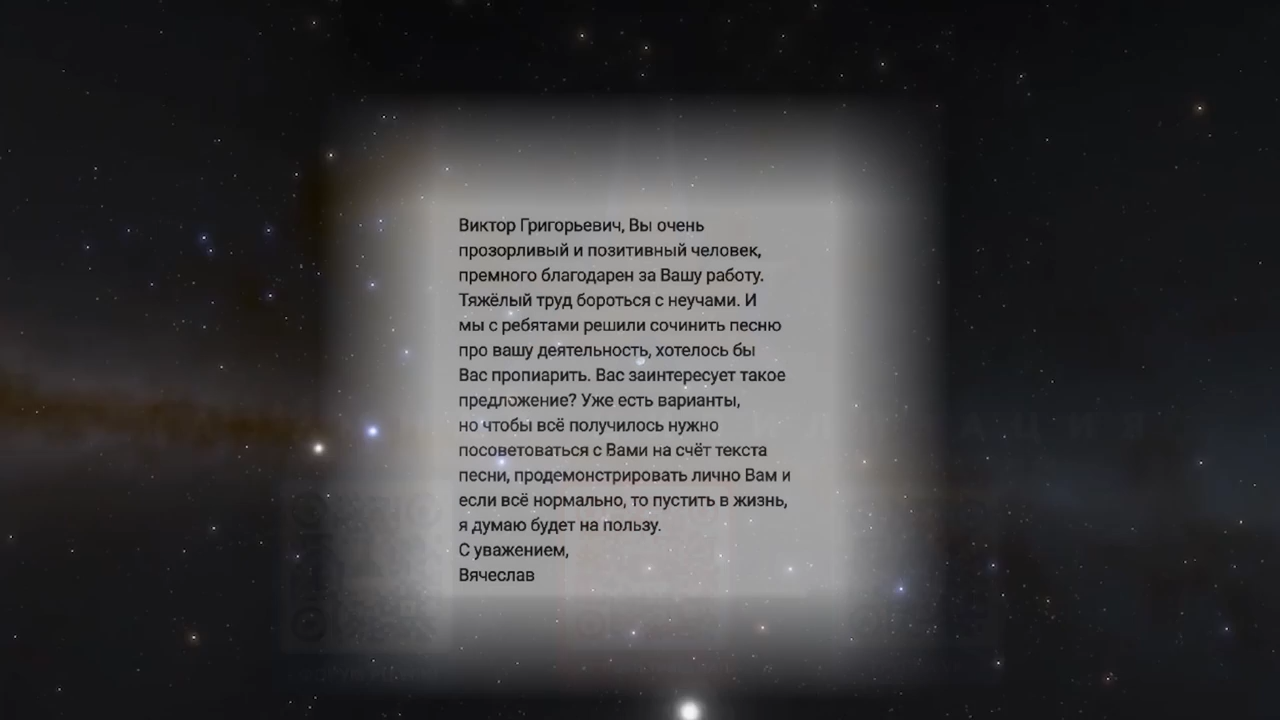 Виктор Григорьевич, Вы очень
прозорливый и позитивный человек,
премного благодарен за Вашу работу.
Тяжёлый труд бороться с неучами. И
мы с ребятами решили сочинить песню
про вашу деятельность, хотелось бы
Вас пропиарить. Вас заинтересует такое
предложение? Уже есть варианты,
но чтобы всё получилось нужно
посоветоваться с Вами на счёт текста
песни, продемонстрировать лично Вам и
если всё нормально, то пустить в жизнь,
я думаю будет на пользу.
С уважением,
Вячеслав